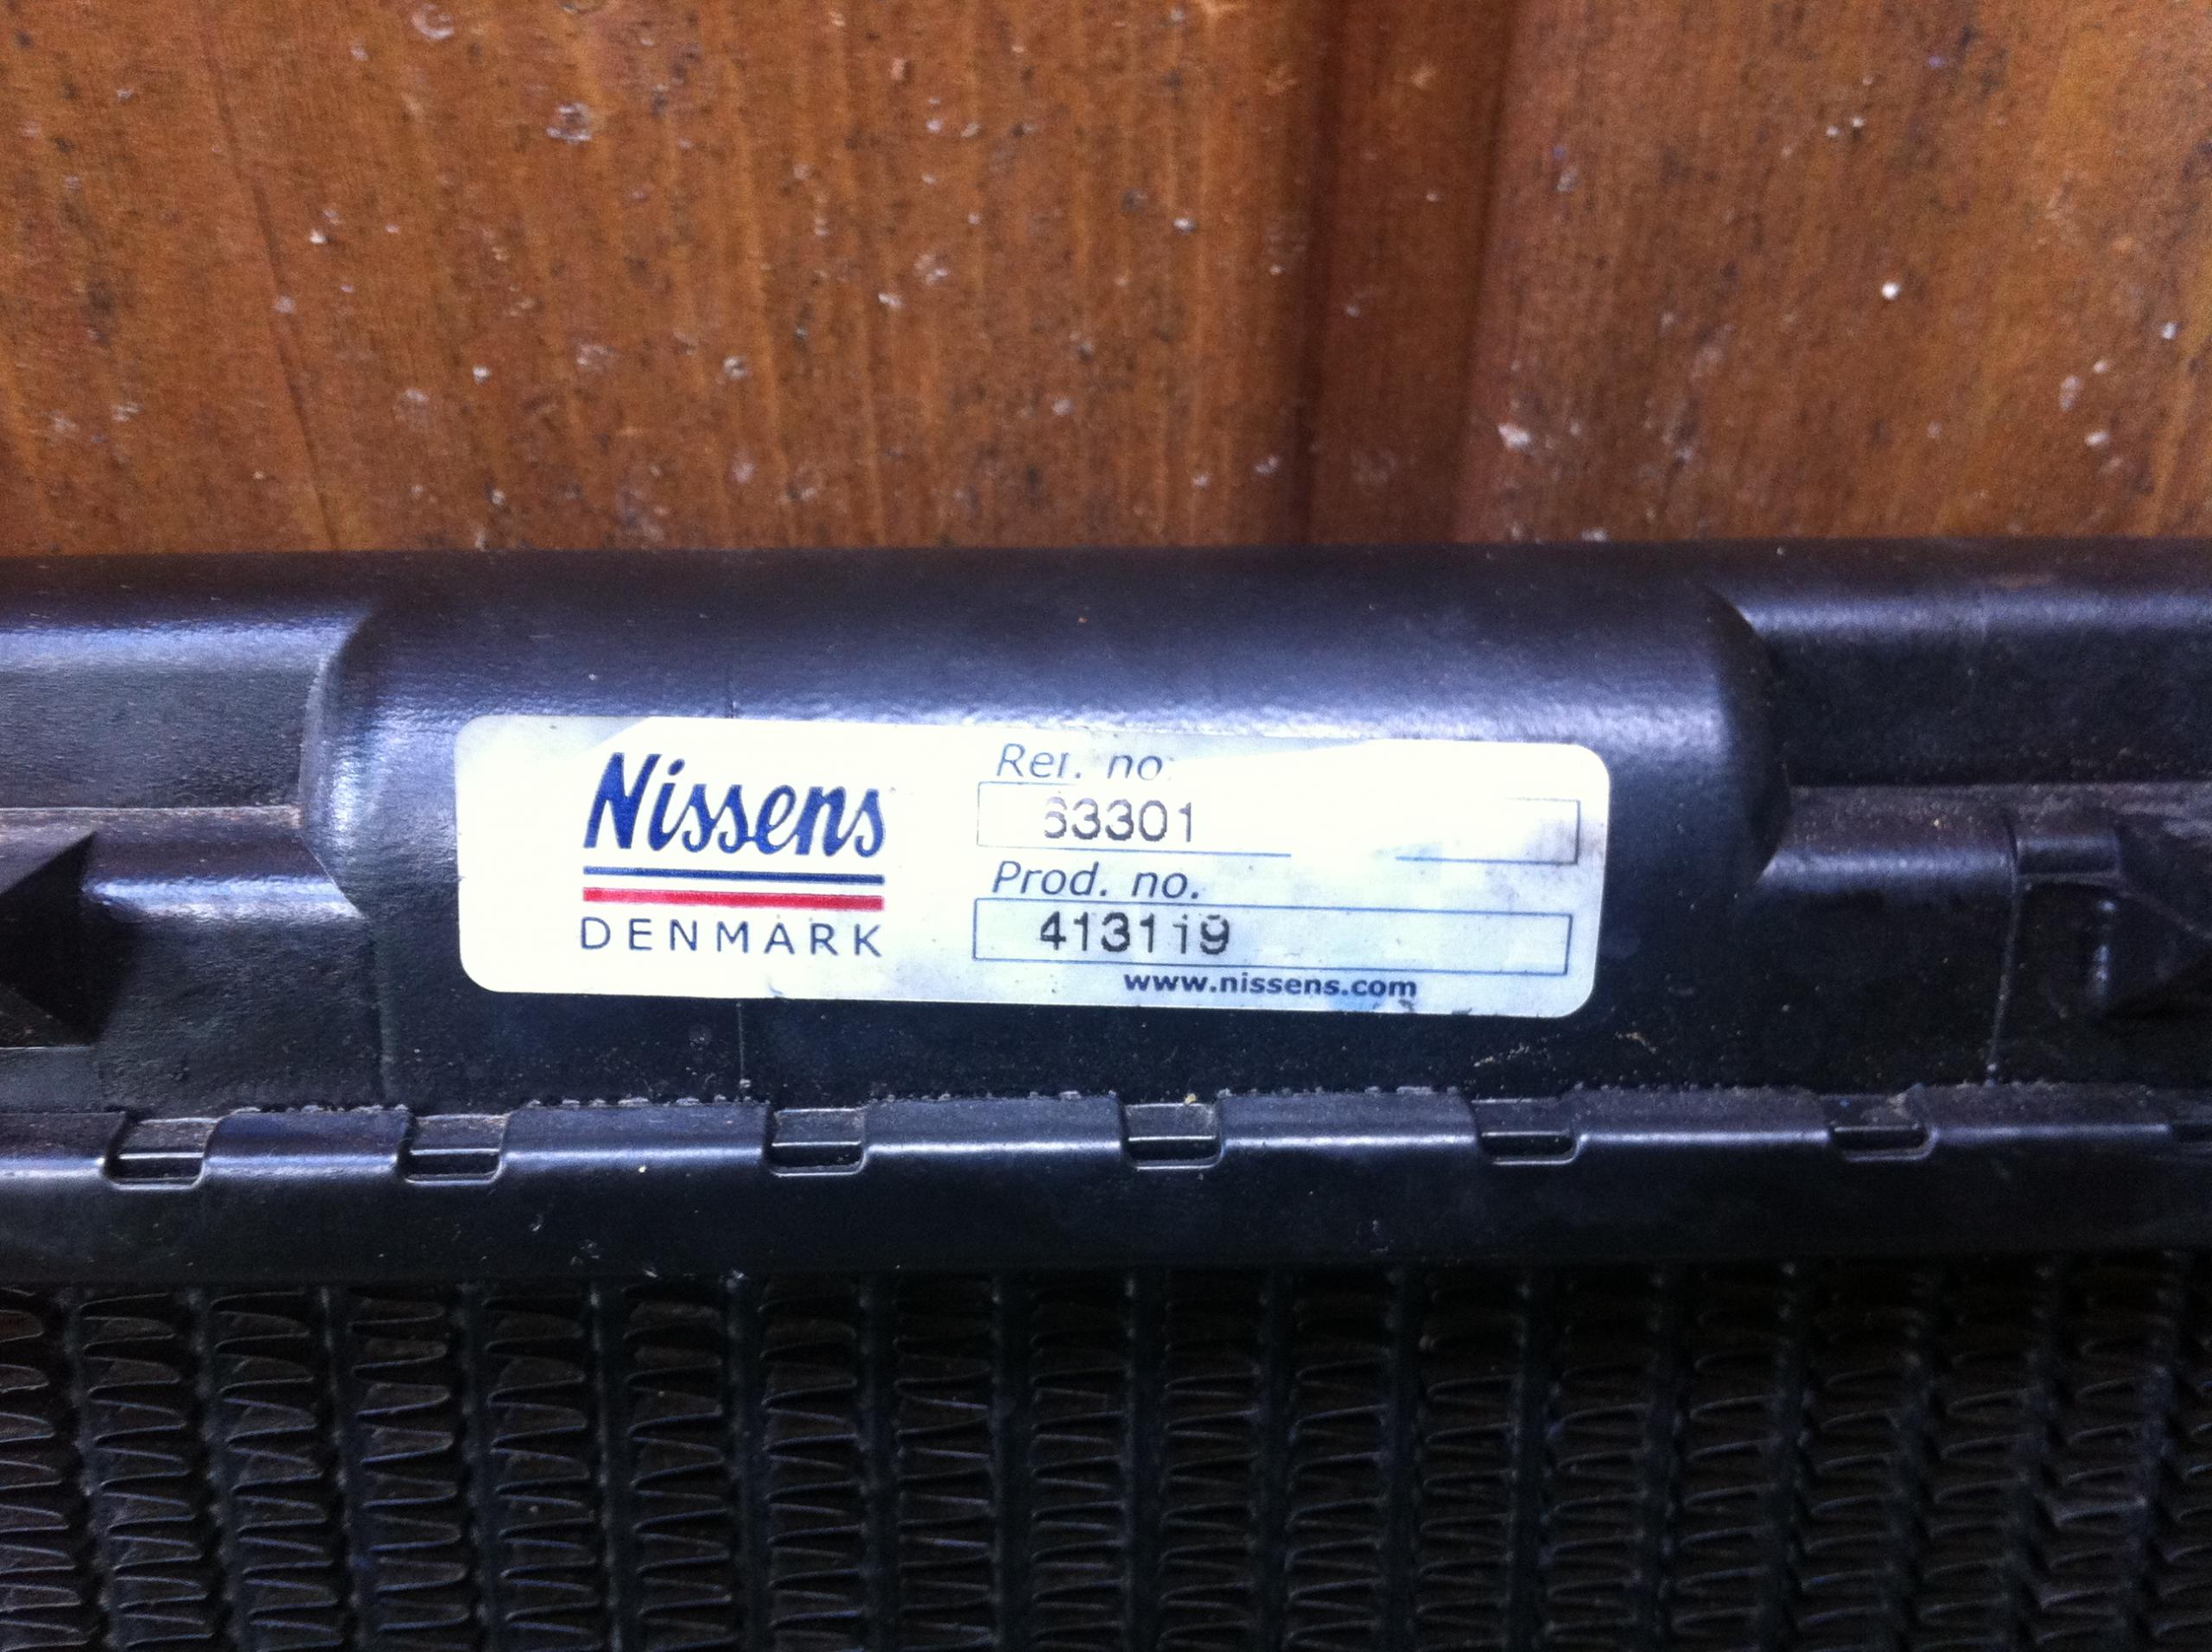 Nissens
DENMARK
Ref. no.
63301
Prod. no.
413119
www.nissens.com